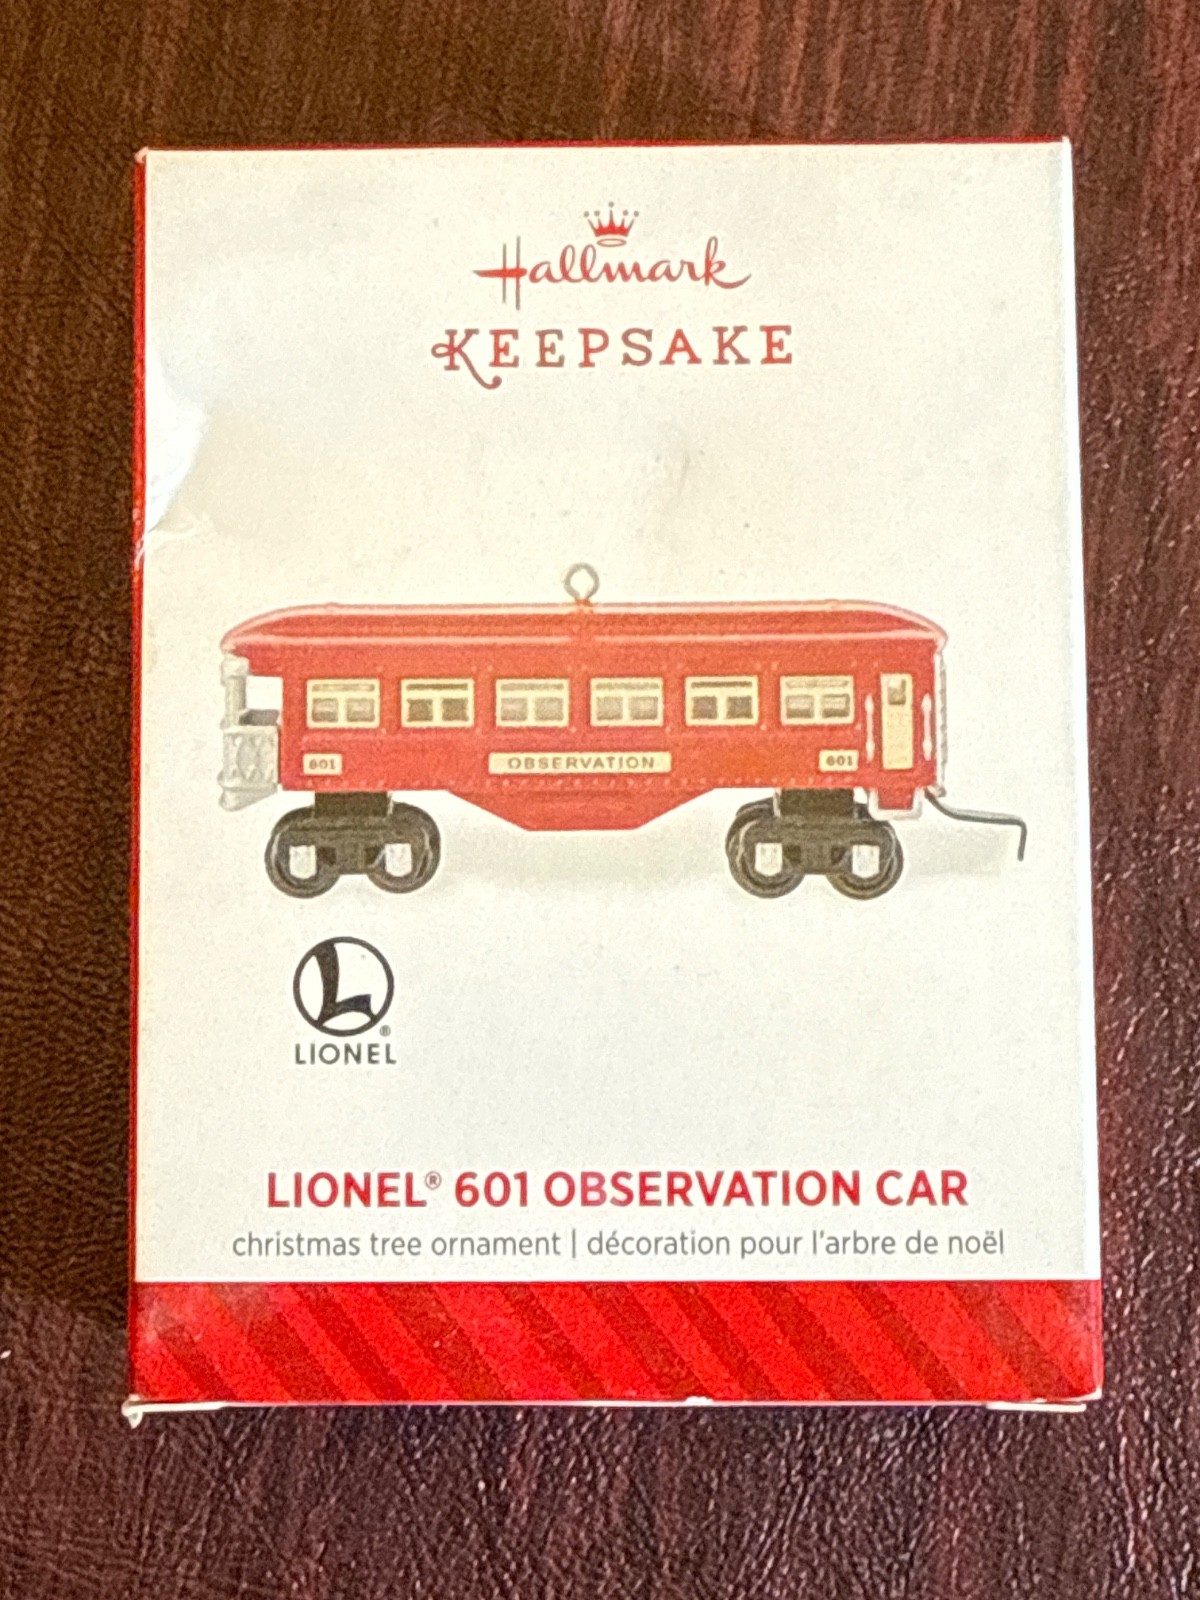 Hallmark
KEEPSAKE
601 OBSERVATION 601
L
®
LIONEL
LIONEL® 601 OBSERVATION CAR
christmas tree ornament | décoration pour l'arbre de noël